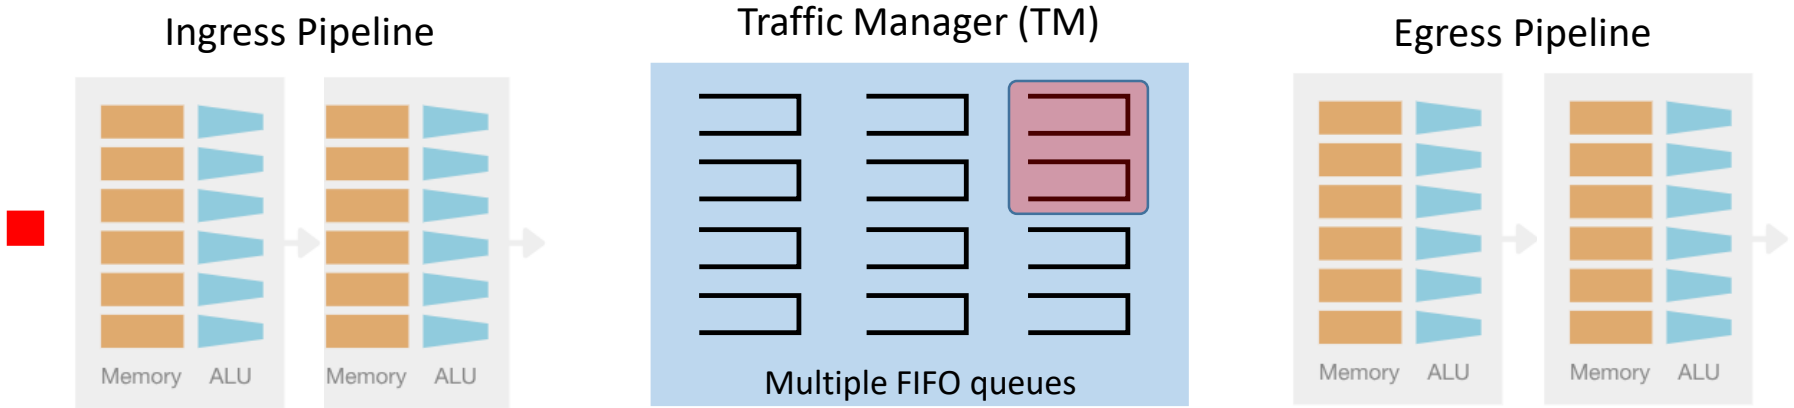 Ingress Pipeline
Traffic Manager (TM)
Egress Pipeline
Memory ALU
Memory ALU
Multiple FIFO queues
Memory ALU
Memory ALU